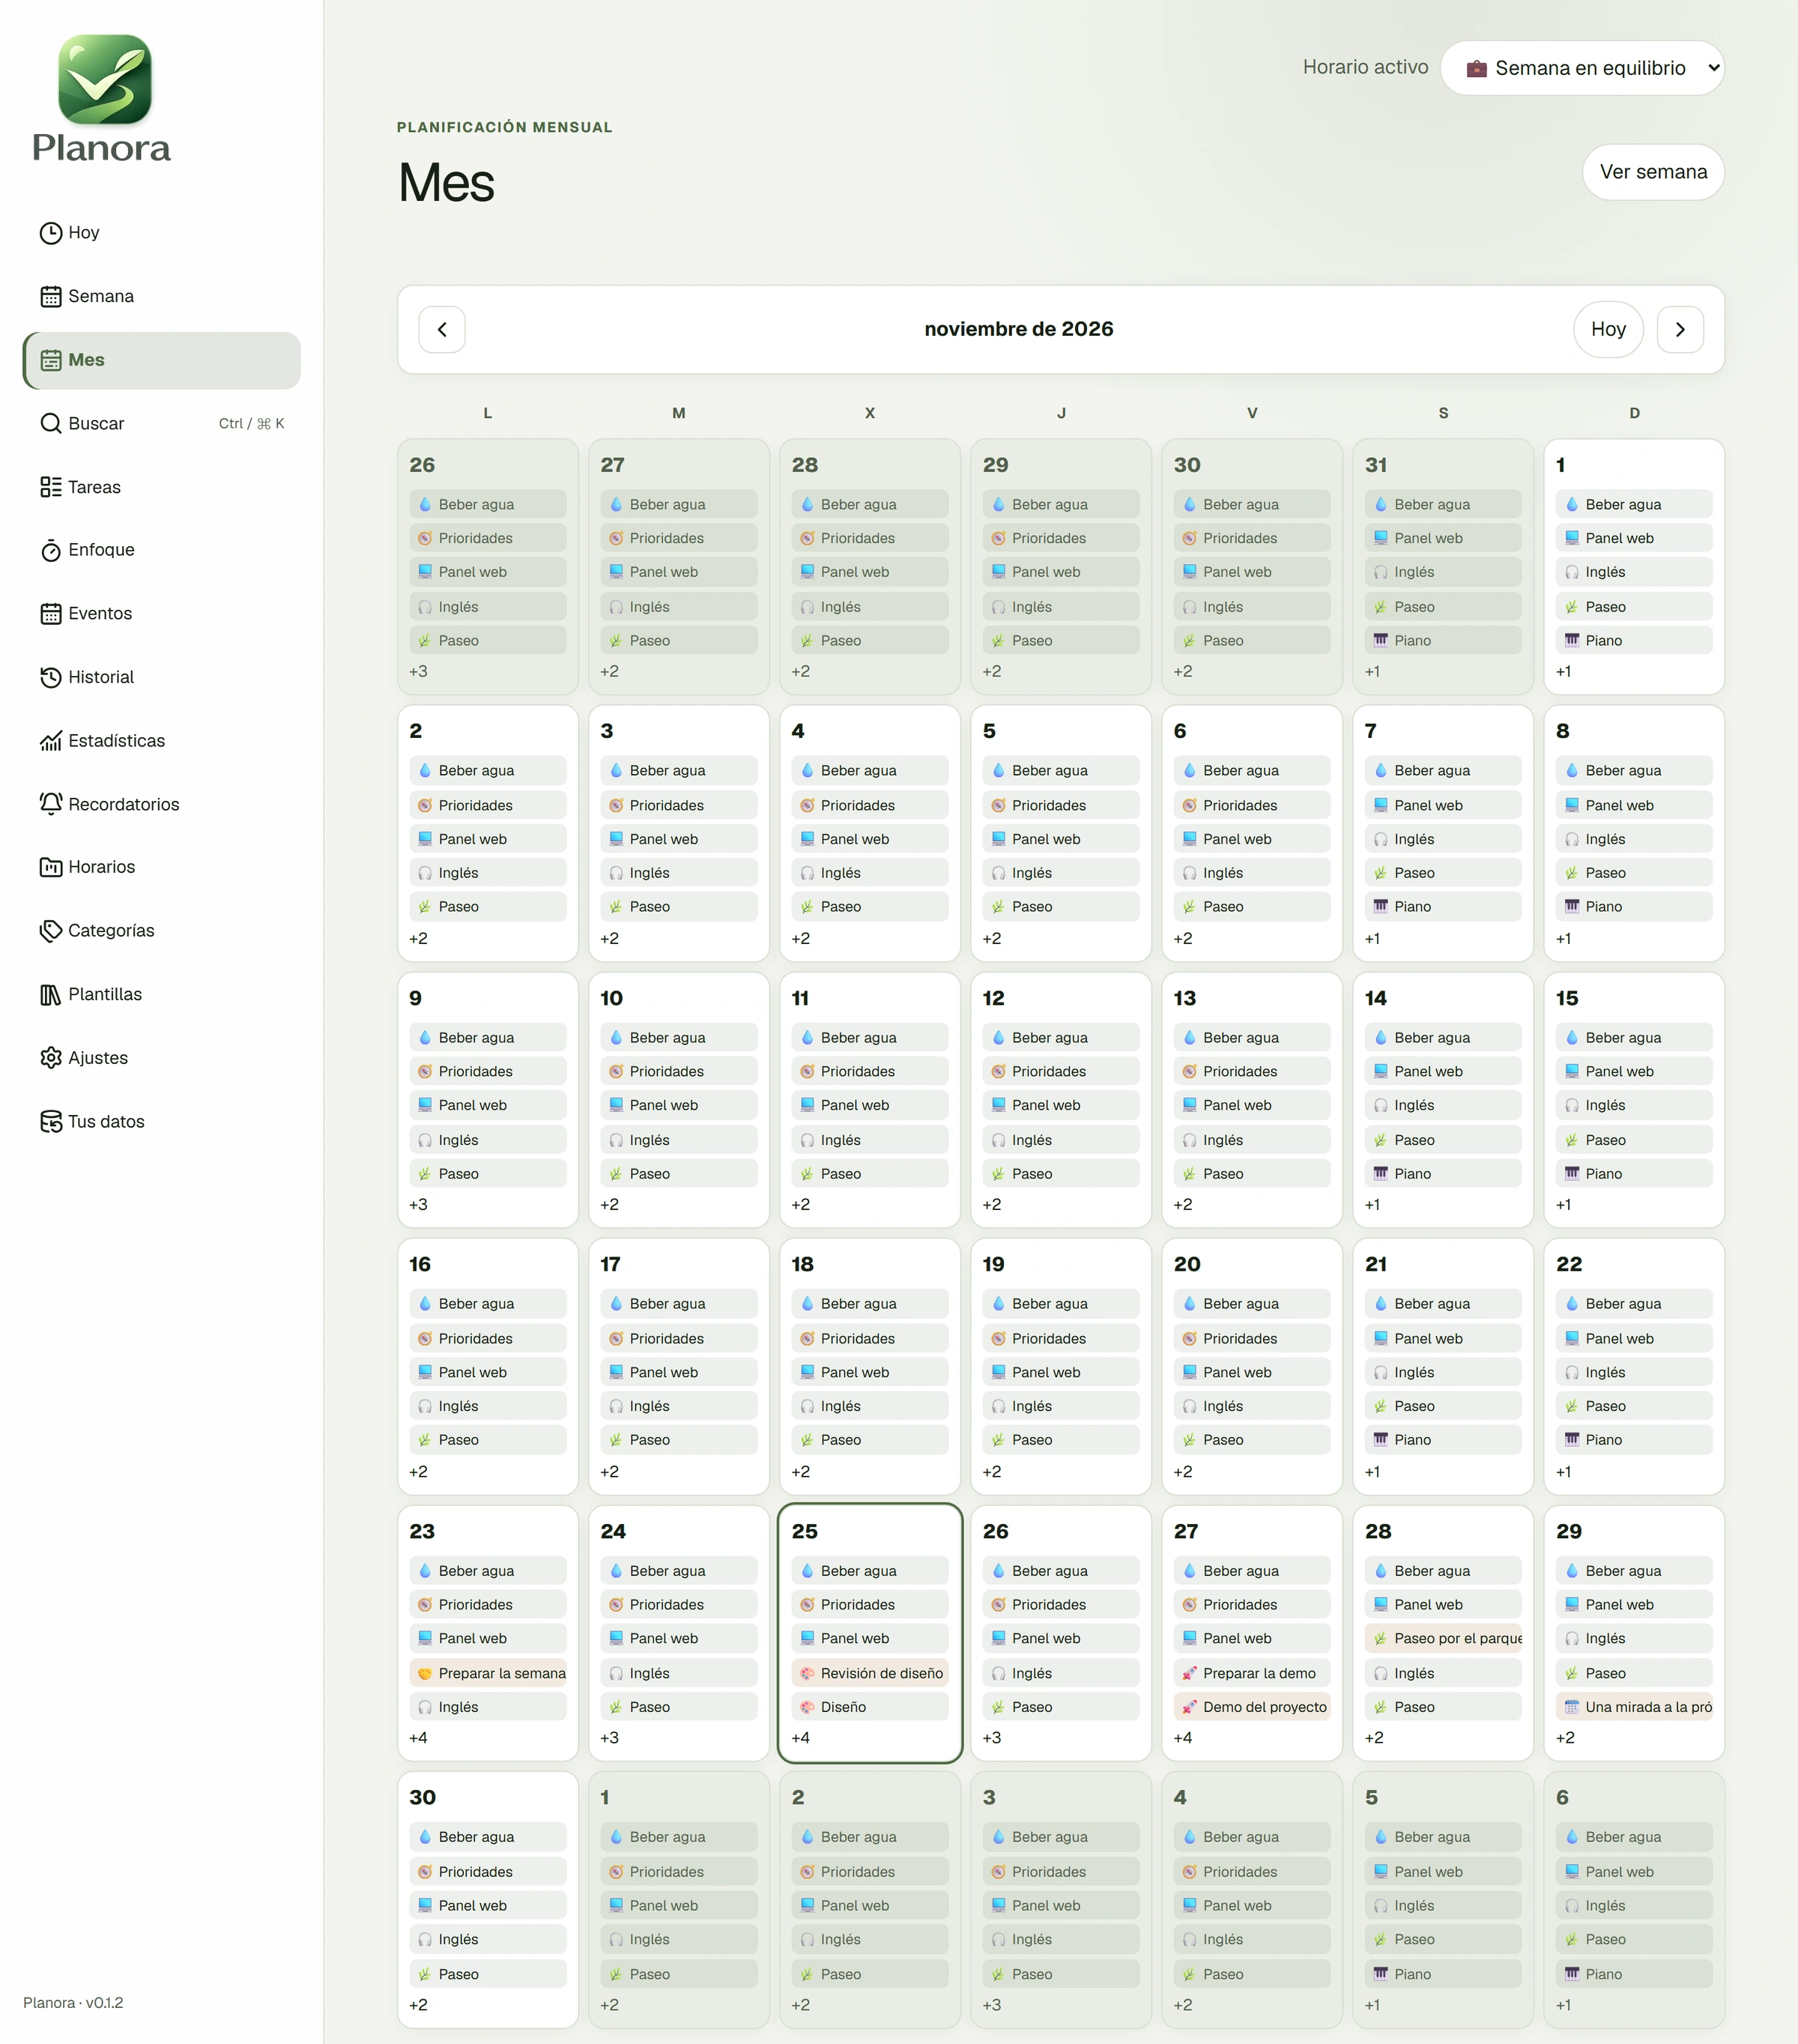 Planora
Hoy
Semana
Mes
Buscar Ctrl / ⌘ K
Tareas
Enfoque
Eventos
Historial
Estadísticas
Recordatorios
Horarios
Categorías
Plantillas
Ajustes
Tus datos
Planora · v0.1.2
Horario activo
💼 Semana en equilibrio
PLANIFICACIÓN MENSUAL
Mes
Ver semana
noviembre de 2026
Hoy
L M X J V S D
26
Beber agua
Prioridades
Panel web
Inglés
Paseo
+3
27
Beber agua
Prioridades
Panel web
Inglés
Paseo
+2
28
Beber agua
Prioridades
Panel web
Inglés
Paseo
+2
29
Beber agua
Prioridades
Panel web
Inglés
Paseo
+2
30
Beber agua
Prioridades
Panel web
Inglés
Paseo
+2
31
Beber agua
Panel web
Inglés
Paseo
Piano
+1
1
Beber agua
Panel web
Inglés
Paseo
Piano
+1
2
Beber agua
Prioridades
Panel web
Inglés
Paseo
+2
3
Beber agua
Prioridades
Panel web
Inglés
Paseo
+2
4
Beber agua
Prioridades
Panel web
Inglés
Paseo
+2
5
Beber agua
Prioridades
Panel web
Inglés
Paseo
+2
6
Beber agua
Prioridades
Panel web
Inglés
Paseo
+2
7
Beber agua
Panel web
Inglés
Paseo
Piano
+1
8
Beber agua
Panel web
Inglés
Paseo
Piano
+1
9
Beber agua
Prioridades
Panel web
Inglés
Paseo
+3
10
Beber agua
Prioridades
Panel web
Inglés
Paseo
+2
11
Beber agua
Prioridades
Panel web
Inglés
Paseo
+2
12
Beber agua
Prioridades
Panel web
Inglés
Paseo
+2
13
Beber agua
Prioridades
Panel web
Inglés
Paseo
+2
14
Beber agua
Panel web
Inglés
Paseo
Piano
+1
15
Beber agua
Panel web
Inglés
Paseo
Piano
+1
16
Beber agua
Prioridades
Panel web
Inglés
Paseo
+2
17
Beber agua
Prioridades
Panel web
Inglés
Paseo
+2
18
Beber agua
Prioridades
Panel web
Inglés
Paseo
+2
19
Beber agua
Prioridades
Panel web
Inglés
Paseo
+2
20
Beber agua
Prioridades
Panel web
Inglés
Paseo
+2
21
Beber agua
Panel web
Inglés
Paseo
Piano
+1
22
Beber agua
Panel web
Inglés
Paseo
Piano
+1
23
Beber agua
Prioridades
Panel web
Preparar la semana
Inglés
+4
24
Beber agua
Prioridades
Panel web
Inglés
Paseo
+3
25
Beber agua
Prioridades
Panel web
Revisión de diseño
Diseño
+4
26
Beber agua
Prioridades
Panel web
Inglés
Paseo
+3
27
Beber agua
Prioridades
Panel web
Preparar la demo
Demo del proyecto
+4
28
Beber agua
Panel web
Paseo por el parque
Inglés
Paseo
+2
29
Beber agua
Panel web
Inglés
Paseo
Una mirada a la pró
+2
30
Beber agua
Prioridades
Panel web
Inglés
Paseo
+2
1
Beber agua
Prioridades
Panel web
Inglés
Paseo
+2
2
Beber agua
Prioridades
Panel web
Inglés
Paseo
+2
3
Beber agua
Prioridades
Panel web
Inglés
Paseo
+3
4
Beber agua
Prioridades
Panel web
Inglés
Paseo
+2
5
Beber agua
Panel web
Inglés
Paseo
Piano
+1
6
Beber agua
Panel web
Inglés
Paseo
Piano
+1